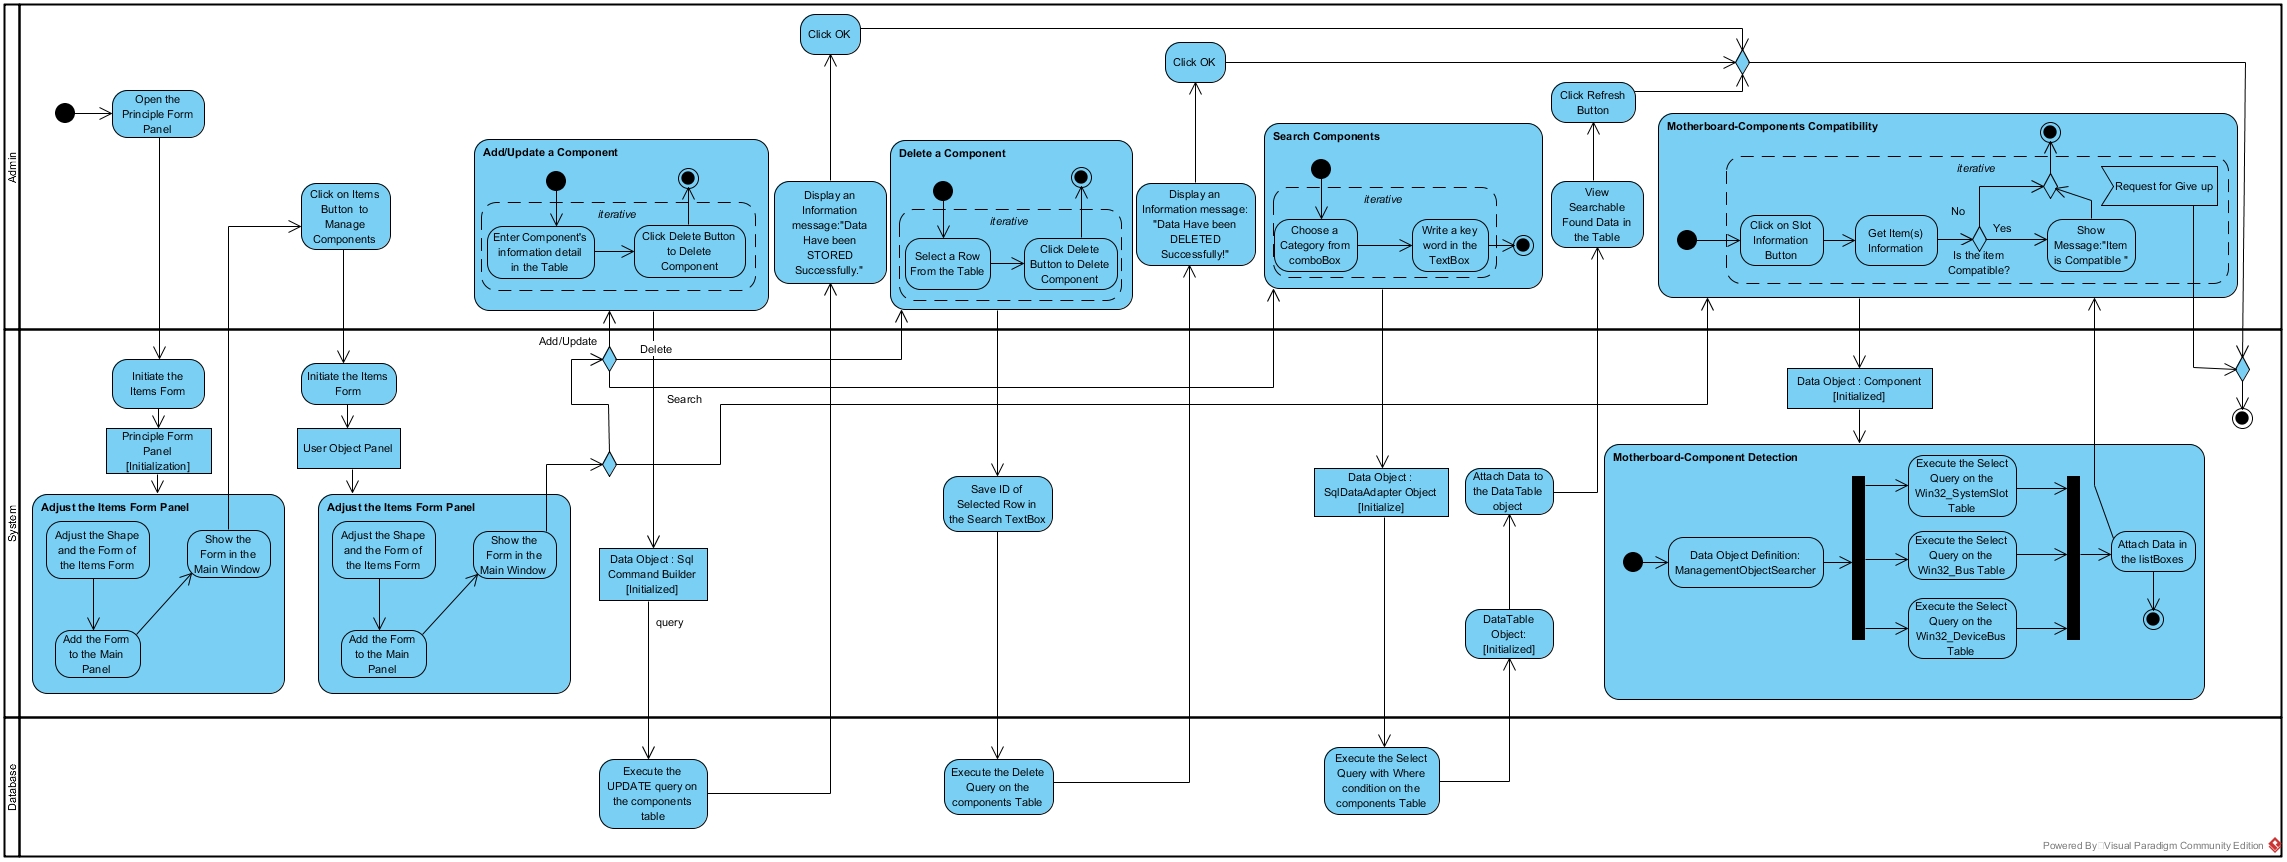 Admin
System
Database
Open the
Principle Form
Panel
Click on Items
Button to
Manage
Components
Add/Update a Component
iterative
Enter Component's
information detail
in the Table
Click Delete Button
to Delete
Component
Click OK
Display an
Information
message:"Data
Have been
STORED
Successfully."
Delete a Component
iterative
Select a Row
From the Table
Click Delete
Button to Delete
Component
Click OK
Display an
Information message:
"Data Have been
DELETED
Successfully!"
Search Components
iterative
Choose a
Category from
comboBox
Write a key
word in the
TextBox
Click Refresh
Button
View
Searchable
Found Data in
the Table
Motherboard-Components Compatibility
iterative
Request for Give up
Click on Slot
Information
Button
Get Item(s)
Information
No
Yes
Is the item
Compatible?
Show
Message:"Item
is Compatible "
Add/Update
Delete
Search
Initiate the
Items Form
Principle Form
Panel
[Initialization]
Adjust the Items Form Panel
Adjust the Shape
and the Form of
the Items Form
Show the
Form in the
Main Window
Add the Form
to the Main
Panel
Initiate the Items
Form
User Object Panel
Adjust the Items Form Panel
Adjust the Shape
and the Form of
the Items Form
Show the
Form in the
Main Window
Add the Form
to the Main
Panel
Data Object : Sql
Command Builder
[Initialized]
query
Save ID of
Selected Row in
the Search TextBox
Data Object :
SqlDataAdapter Object
[Initialize]
Attach Data to
the DataTable
object
DataTable
Object:
[Initialized]
Data Object : Component
[Initialized]
Motherboard-Component Detection
Data Object Definition:
ManagementObjectSearcher
Execute the Select
Query on the
Win32_SystemSlot
Table
Execute the Select
Query on the
Win32_Bus Table
Execute the Select
Query on the
Win32_DeviceBus
Table
Attach Data in
the listBoxes
Execute the
UPDATE query on
the components
table
Execute the Delete
Query on the
components Table
Execute the Select
Query with Where
condition on the
components Table
Powered By Visual Paradigm Community Edition